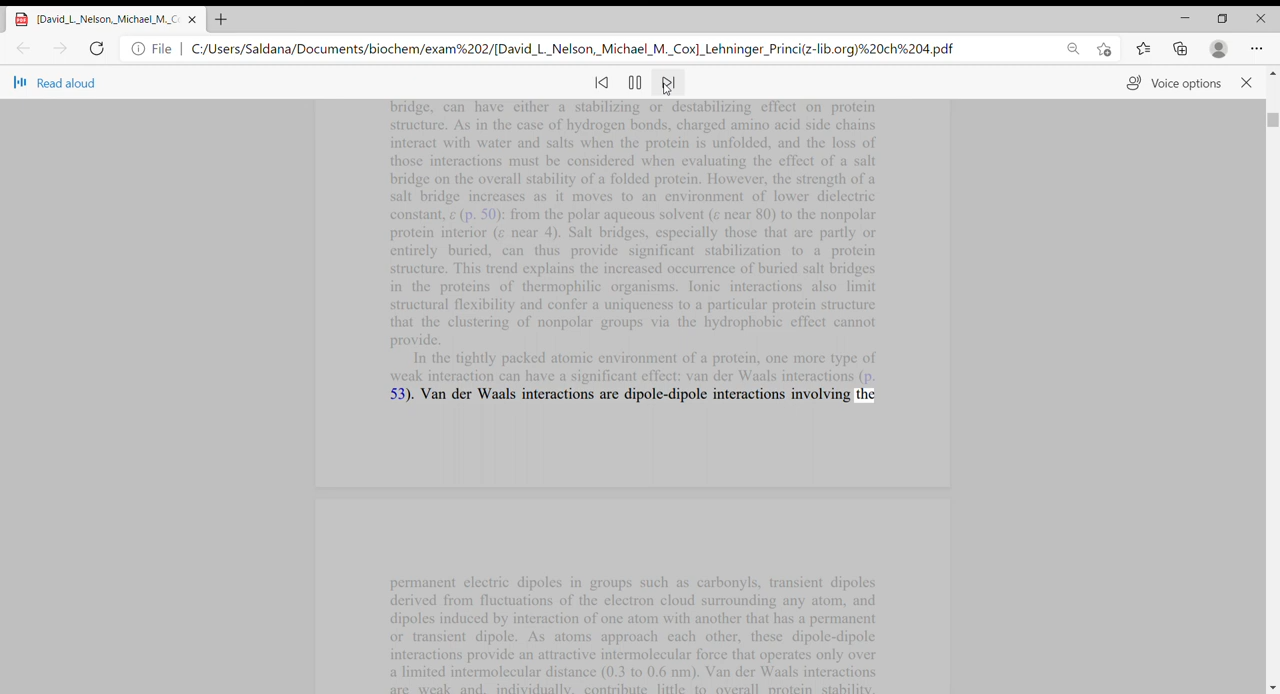 [David_L._Nelson,_Michael_M._C
File | C:/Users/Saldana/Documents/biochem/exam%202/[David_L._Nelson,_Michael_M._Cox]_Lehninger_Princi(z-lib.org)%20ch%204.pdf
Read aloud
Voice options
bridge, can have either a stabilizing or destabilizing effect on protein
structure. As in the case of hydrogen bonds, charged amino acid side chains
interact with water and salts when the protein is unfolded, and the loss of
those interactions must be considered when evaluating the effect of a salt
bridge on the overall stability of a folded protein. However, the strength of a
salt bridge increases as it moves to an environment of lower dielectric
constant, ε (p. 50): from the polar aqueous solvent (ε near 80) to the nonpolar
protein interior (ε near 4). Salt bridges, especially those that are partly or
entirely buried, can thus provide significant stabilization to a protein
structure. This trend explains the increased occurrence of buried salt bridges
in the proteins of thermophilic organisms. Ionic interactions also limit
structural flexibility and confer a uniqueness to a particular protein structure
that the clustering of nonpolar groups via the hydrophobic effect cannot
provide.
In the tightly packed atomic environment of a protein, one more type of
weak interaction can have a significant effect: van der Waals interactions (p.
53). Van der Waals interactions are dipole-dipole interactions involving the
permanent electric dipoles in groups such as carbonyls, transient dipoles
derived from fluctuations of the electron cloud surrounding any atom, and
dipoles induced by interaction of one atom with another that has a permanent
or transient dipole. As atoms approach each other, these dipole-dipole
interactions provide an attractive intermolecular force that operates only over
a limited intermolecular distance (0.3 to 0.6 nm). Van der Waals interactions
are weak and, individually, contribute little to overall protein stability.